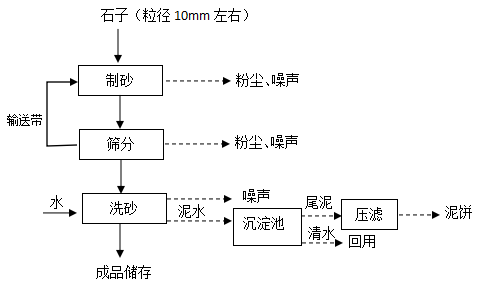 石子（粒径 10mm 左右）
制砂
粉尘、噪声
输送带
筛分
粉尘、噪声
水
洗砂
噪声
泥水
沉淀池
尾泥
清水
压滤
泥饼
回用
成品储存